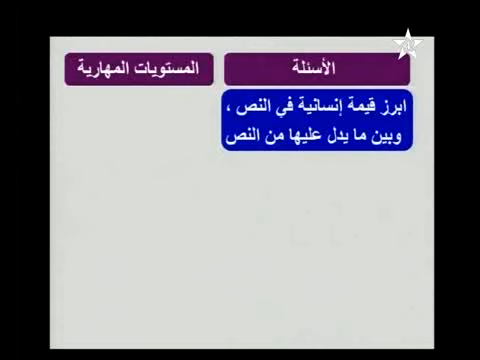 الأسئلة
المستويات المهارية
ابرز قيمة إنسانية في النص ،
وبين ما يدل عليها من النص